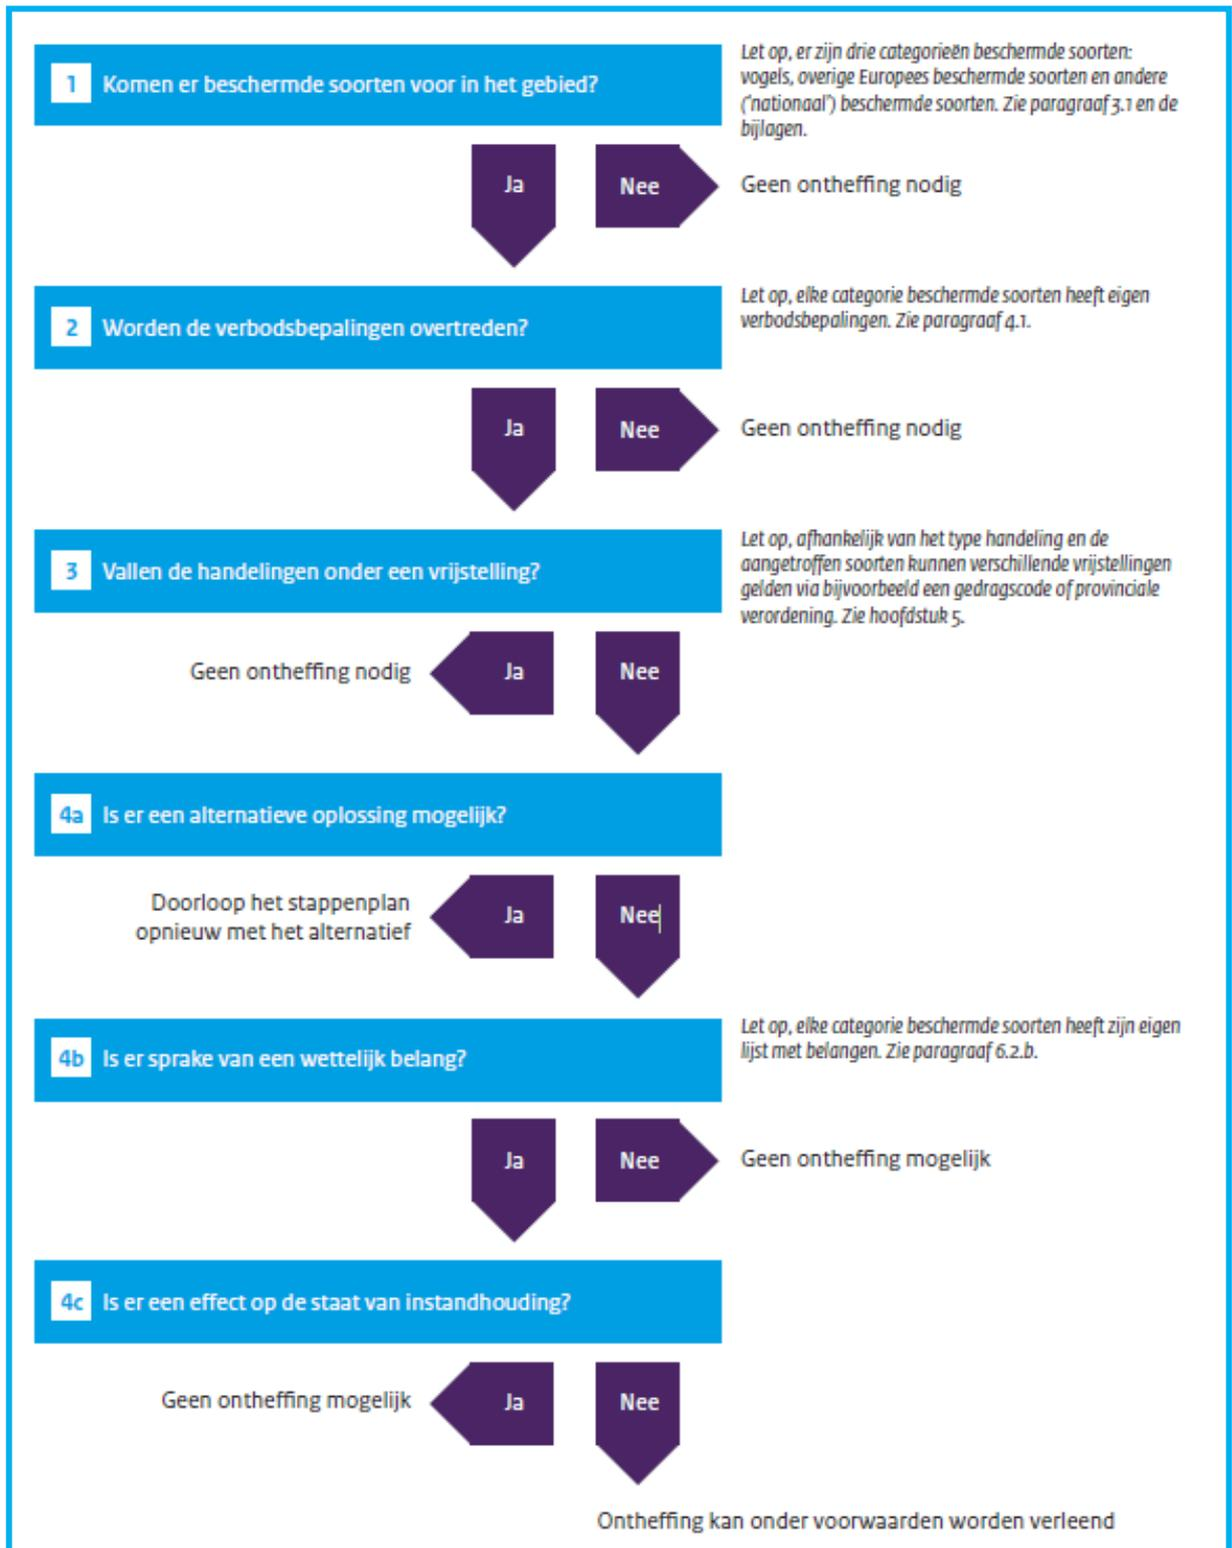 1 Komen er beschermde soorten voor in het gebied?
Let op, er zijn drie categorieën beschermde soorten:
vogels, overige Europees beschermde soorten en andere
('nationaal') beschermde soorten. Zie paragraaf 3.1 en de
bijlagen.
Ja
Nee
Geen ontheffing nodig
2 Worden de verbodsbepalingen overtreden?
Let op, elke categorie beschermde soorten heeft eigen
verbodsbepalingen. Zie paragraaf 4.1.
Ja
Nee
Geen ontheffing nodig
3 Vallen de handelingen onder een vrijstelling?
Let op, afhankelijk van het type handeling en de
aangetroffen soorten kunnen verschillende vrijstellingen
gelden via bijvoorbeeld een gedragscode of provinciale
verordening. Zie hoofdstuk 5.
Geen ontheffing nodig
Ja
Nee
4a Is er een alternatieve oplossing mogelijk?
Doorloop het stappenplan
opnieuw met het alternatief
Ja
Nee
4b Is er sprake van een wettelijk belang?
Let op, elke categorie beschermde soorten heeft zijn eigen
lijst met belangen. Zie paragraaf 6.2.b.
Ja
Nee
Geen ontheffing mogelijk
4c Is er een effect op de staat van instandhouding?
Geen ontheffing mogelijk
Ja
Nee
Ontheffing kan onder voorwaarden worden verleend